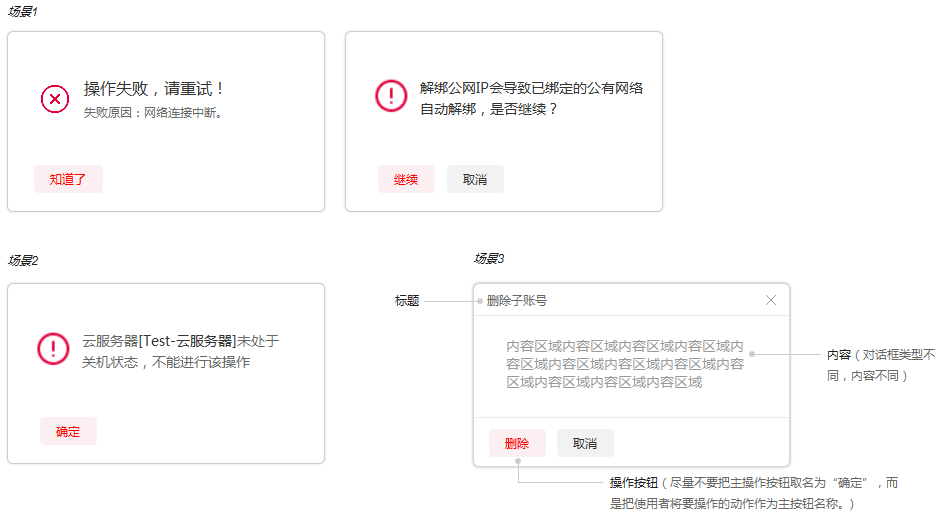 场景1
操作失败，请重试！
失败原因：网络连接中断。
知道了
解绑公网IP会导致已绑定的公有网络
自动解绑，是否继续？
继续
取消
场景2
云服务器[Test-云服务器]未处于
关机状态，不能进行该操作
确定
场景3
标题
删除子账号
内容区域内容区域内容区域内容区域内
容区域内容区域内容区域内容区域内容
区域内容区域内容区域内容区域
内容（对话框类型不
同，内容不同）
删除
取消
操作按钮（尽量不要把主操作按钮取名为“确定”，而
是把使用者将要操作的动作作为主按钮名称。)